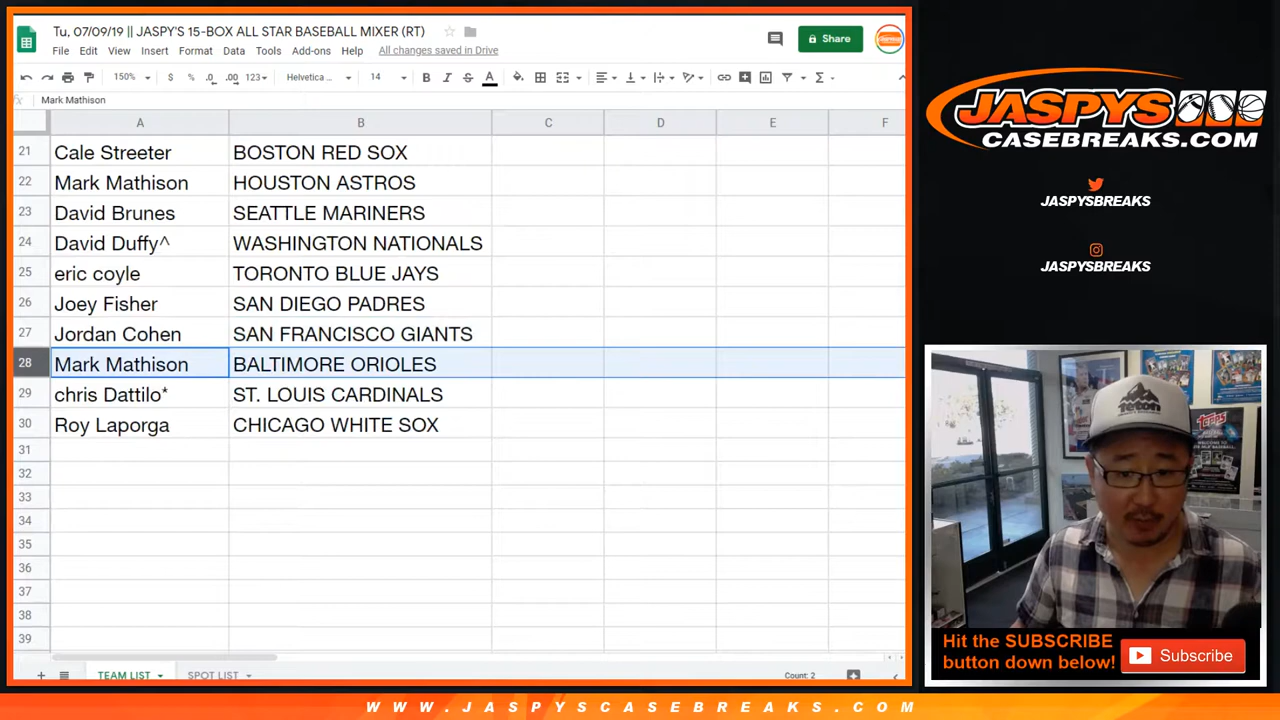 Tu, 07/09/19 || JASPY'S 15-BOX ALL STAR BASEBALL MIXER (RT)
File Edit View Insert Format Data Tools Add-ons Help All changes saved in Drive
Share
150% $ % .0 .00 123 Helvetica ... 14 B I S A
fx Mark Mathison
A B C D E F
21 Cale Streeter BOSTON RED SOX
22 Mark Mathison HOUSTON ASTROS
23 David Brunes SEATTLE MARINERS
24 David Duffy^ WASHINGTON NATIONALS
25 eric coyle TORONTO BLUE JAYS
26 Joey Fisher SAN DIEGO PADRES
27 Jordan Cohen SAN FRANCISCO GIANTS
28 Mark Mathison BALTIMORE ORIOLES
29 chris Dattilo* ST. LOUIS CARDINALS
30 Roy Laporga CHICAGO WHITE SOX
31
32
33
34
35
36
37
38
39
+ TEAM LIST SPOT LIST Count: 2
JASPYS
CASEBREAKS.COM
JASPYSBREAKS
JASPYSBREAKS
Teton
topps
Hit the SUBSCRIBE
button down below!
Subscribe
WWW.JASPYSCASEBREAKS.COM